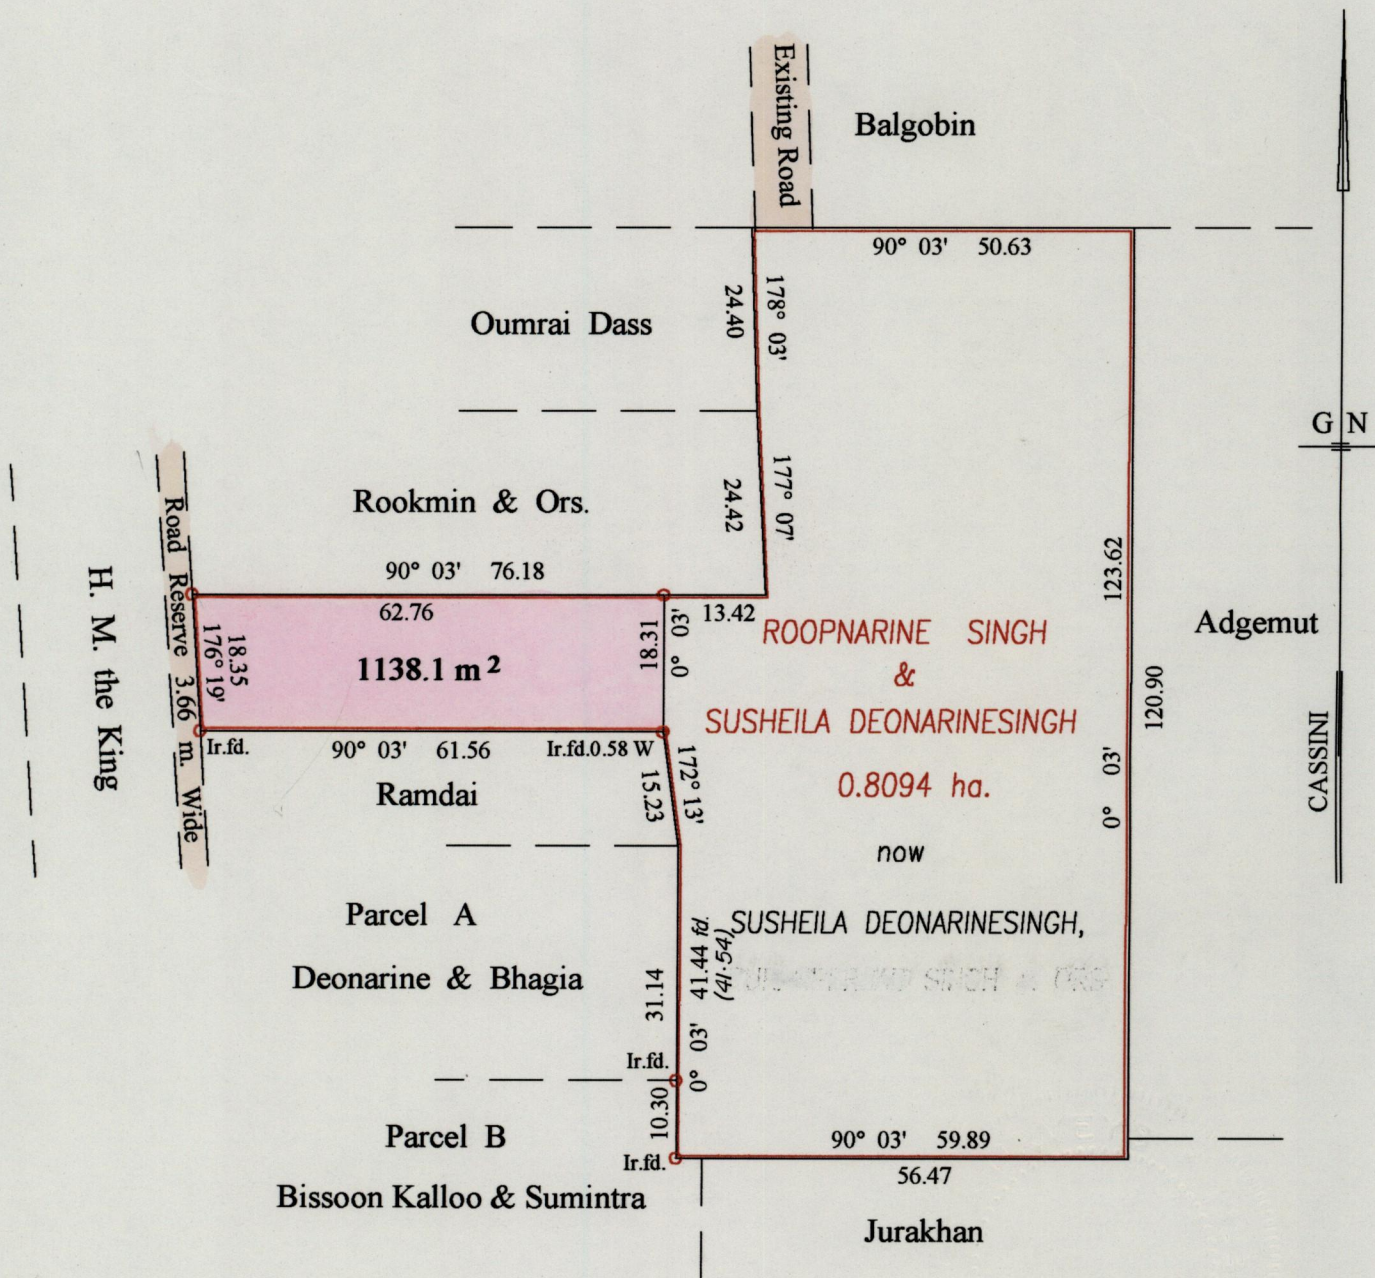 Existing Road
Balgobin
90° 03' 50.63
178° 03'
24.40
Oumrai Dass
G N
177° 07'
24.42
Rookmin & Ors.
90° 03' 76.18
62.76
13.42
Road Reserve 3.66 m. Wide
H. M. the King
18.35
176° 19'
1138.1 m²
18.31
0° 03'
ROOPNARINE SINGH
&
SUSHEILA DEONARINESINGH
0.8094 ha.
now
SUSHEILA DEONARINESINGH,
123.62
0° 03'
120.90
Adgemut
CASSINI
Ir.fd.
90° 03' 61.56
Ir.fd.0.58 W
Ramdai
172° 13'
15.23
Parcel A
Deonarine & Bhagia
31.14
0° 03' 41.44 fd.
(41.54)
Ir.fd.
10.30
Parcel B
Ir.fd.
Bissoon Kalloo & Sumintra
90° 03' 59.89
56.47
Jurakhan